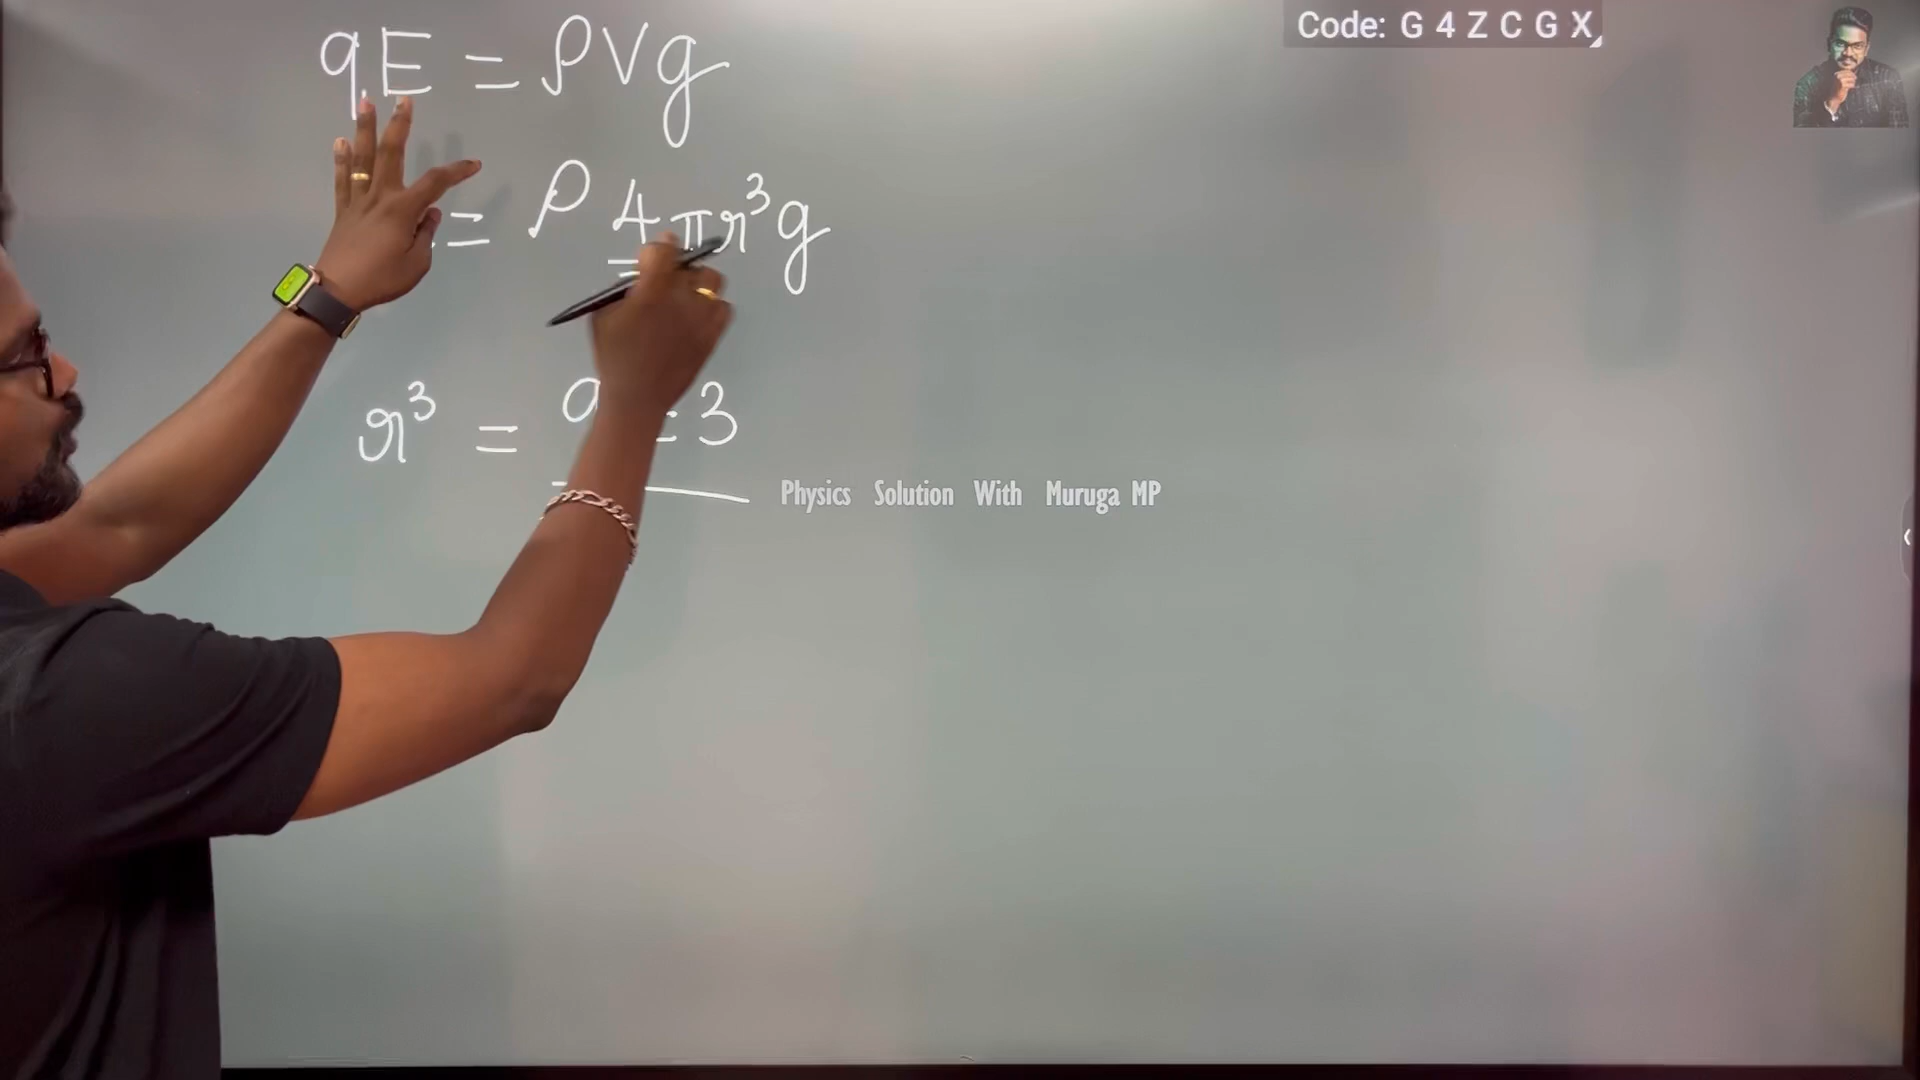 Code: G 4 Z C G X
qE = ρVg
= ρ 4 πr³g
r³ = 3
Physics Solution With Muruga MP